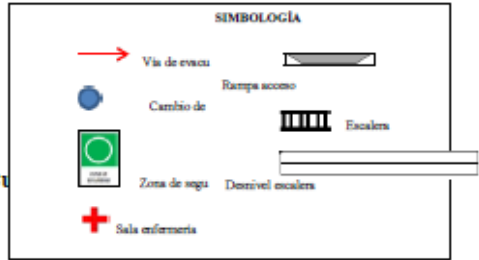 SIMBOLOGÍA
Vía de evacu
Rampa acceso
Cambio de
Escalera
Zona de segu
Desnivel escalera
Sala enfermería